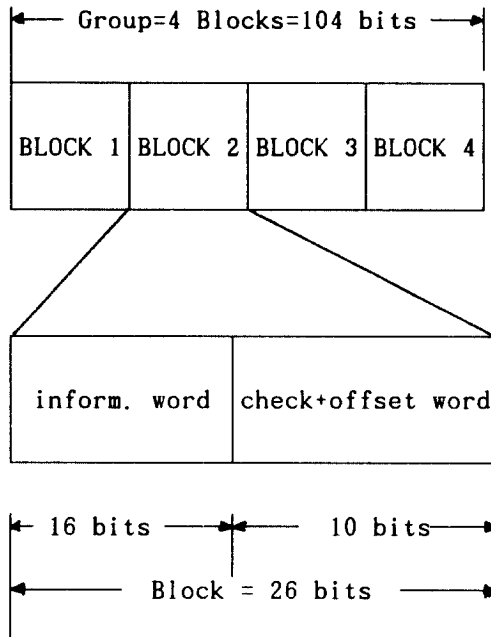 Group=4 Blocks=104 bits
BLOCK 1 BLOCK 2 BLOCK 3 BLOCK 4
inform. word check+offset word
16 bits 10 bits
Block = 26 bits